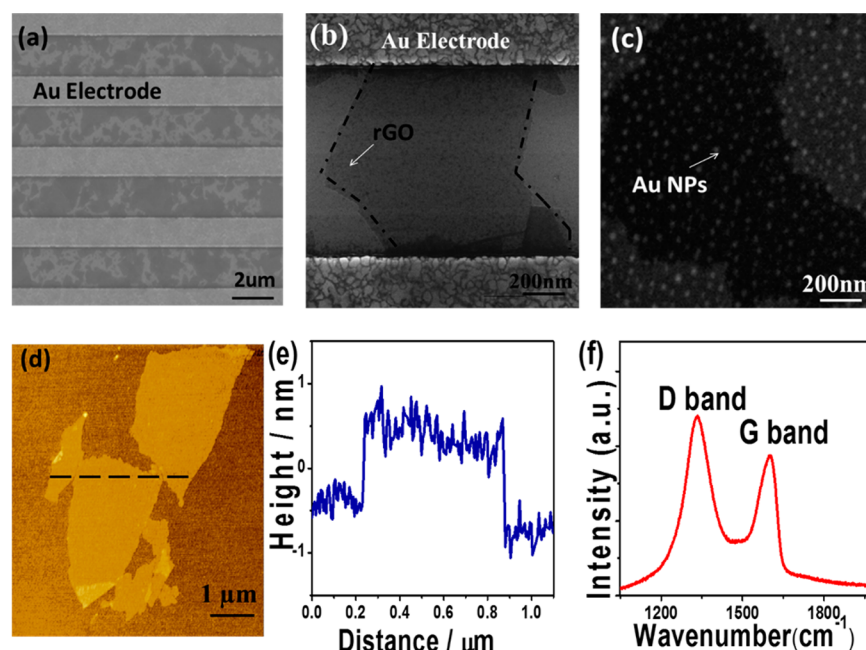 (a)
Au Electrode
2um
(b)
Au Electrode
rGO
200nm
(c)
Au NPs
200nm
(d)
1 μm
(e)
Height / nm
1
0
-1
0.0 0.2 0.4 0.6 0.8 1.0
Distance / μm
(f)
D band
G band
Intensity (a.u.)
1200 1500 1800
Wavenumber(cm⁻¹)